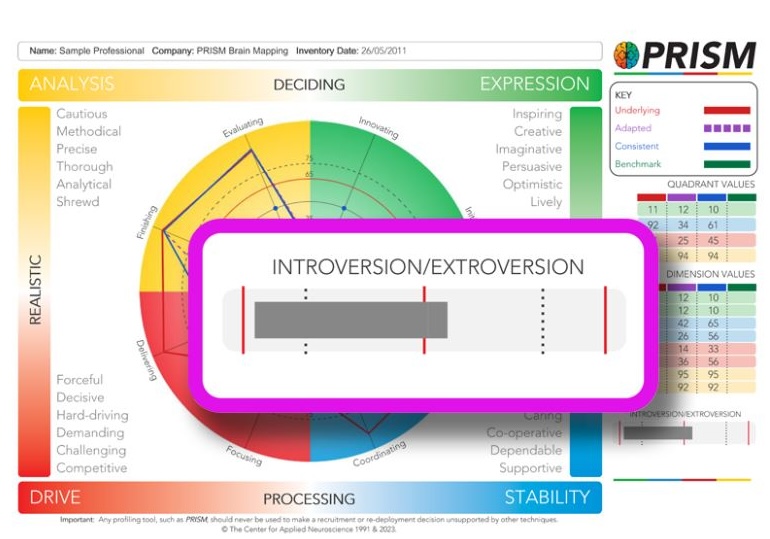 Name: Sample Professional Company: PRISM Brain Mapping Inventory Date: 26/05/2011
PRISM
ANALYSIS
DECIDING
EXPRESSION
Cautious
Methodical
Precise
Thorough
Analytical
Shrewd
Inspiring
Creative
Imaginative
Persuasive
Optimistic
Lively
Evaluating
Innovating
Finishing
75
65
REALISTIC
KEY
Underlying
Adapted
Consistent
Benchmark
QUADRANT VALUES
11 12 10
92 34 61
25 45
94 94
DIMENSION VALUES
12 10
12 10
42 65
26 56
14 33
36 56
95 95
92 92
INTROVERSION/EXTROVERSION
INTROVERSION/EXTROVERSION
Delivering
Focusing
Coordinating
Forceful
Decisive
Hard-driving
Demanding
Challenging
Competitive
Caring
Co-operative
Dependable
Supportive
DRIVE
PROCESSING
STABILITY
Important: Any profiling tool, such as PRISM, should never be used to make a recruitment or re-deployment decision unsupported by other techniques.
© The Center for Applied Neuroscience 1991 & 2023.